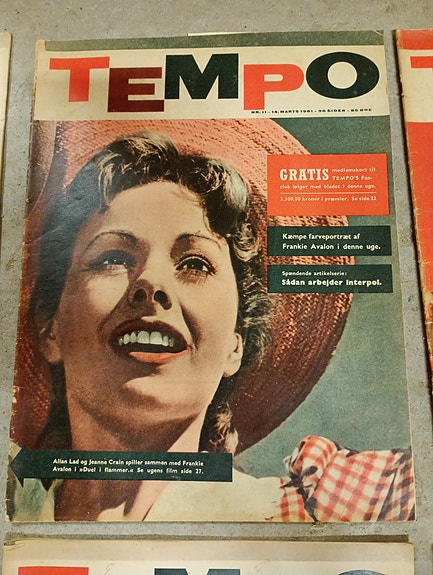 TEMPO
NR. 11 - 14. MARTS 1961 - 56 SIDER - 85 ØRE
GRATIS medlemskort til
TEMPO'S Fan-
club følger med bladet i denne uge.
2.500,00 kroner i præmier. Se side 23
Kæmpe farveportræt af
Frankie Avalon i denne uge.
Spændende artikelserie:
Sådan arbejder Interpol.
Allan Lad og Jeanne Crain spiller sammen med Frankie
Avalon i »Duel i flammer.« Se ugens film side 27.
TEMPO